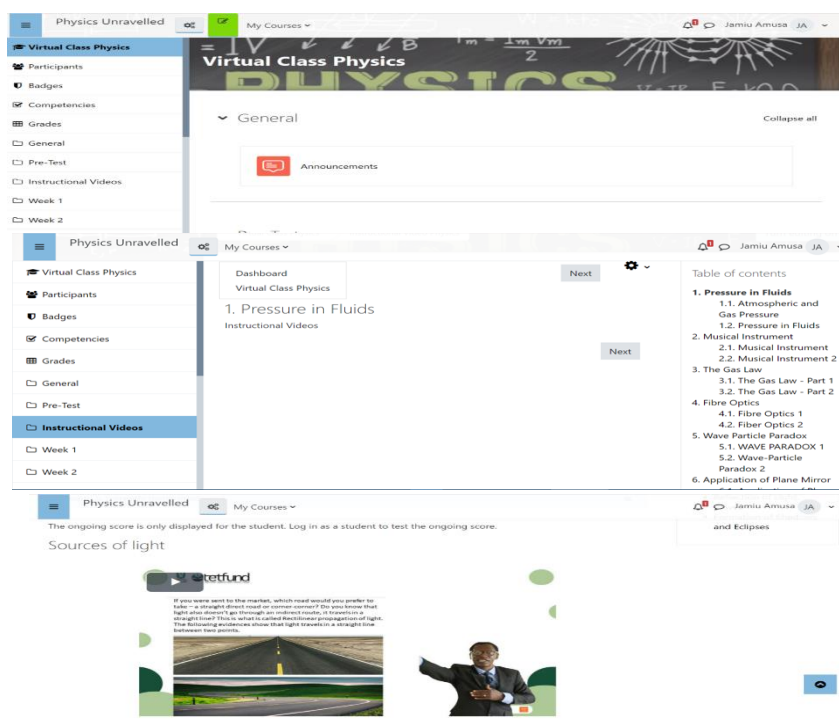 Physics Unravelled My Courses Jamiu Amusa JA
Virtual Class Physics
Participants
Badges
Competencies
Grades
General
Pre-Test
Instructional Videos
Week 1
Week 2
Virtual Class Physics
PHYSICS
General Collapse all
Announcements
Physics Unravelled My Courses Jamiu Amusa JA
Virtual Class Physics
Participants
Badges
Competencies
Grades
General
Pre-Test
Instructional Videos
Week 1
Week 2
Dashboard
Virtual Class Physics
Next
1. Pressure in Fluids
Instructional Videos
Next
Table of contents
1. Pressure in Fluids
1.1. Atmospheric and
Gas Pressure
1.2. Pressure in Fluids
2. Musical Instrument
2.1. Musical Instrument
2.2. Musical Instrument 2
3. The Gas Law
3.1. The Gas Law - Part 1
3.2. The Gas Law - Part 2
4. Fibre Optics
4.1. Fibre Optics 1
4.2. Fiber Optics 2
5. Wave Particle Paradox
5.1. WAVE PARADOX 1
5.2. Wave-Particle
Paradox 2
6. Application of Plane Mirror
Physics Unravelled My Courses Jamiu Amusa JA
The ongoing score is only displayed for the student. Log in as a student to test the ongoing score.
and Eclipses
Sources of light
tetfund
If you were sent to the market, which road would you prefer to
take – a straight direct road or corner-corner? Do you know that
light also doesn't go through an indirect route, it travels in a
straight line? This is what is called Rectilinear propagation of light.
The following evidences show that light travels in a straight line
between two points.